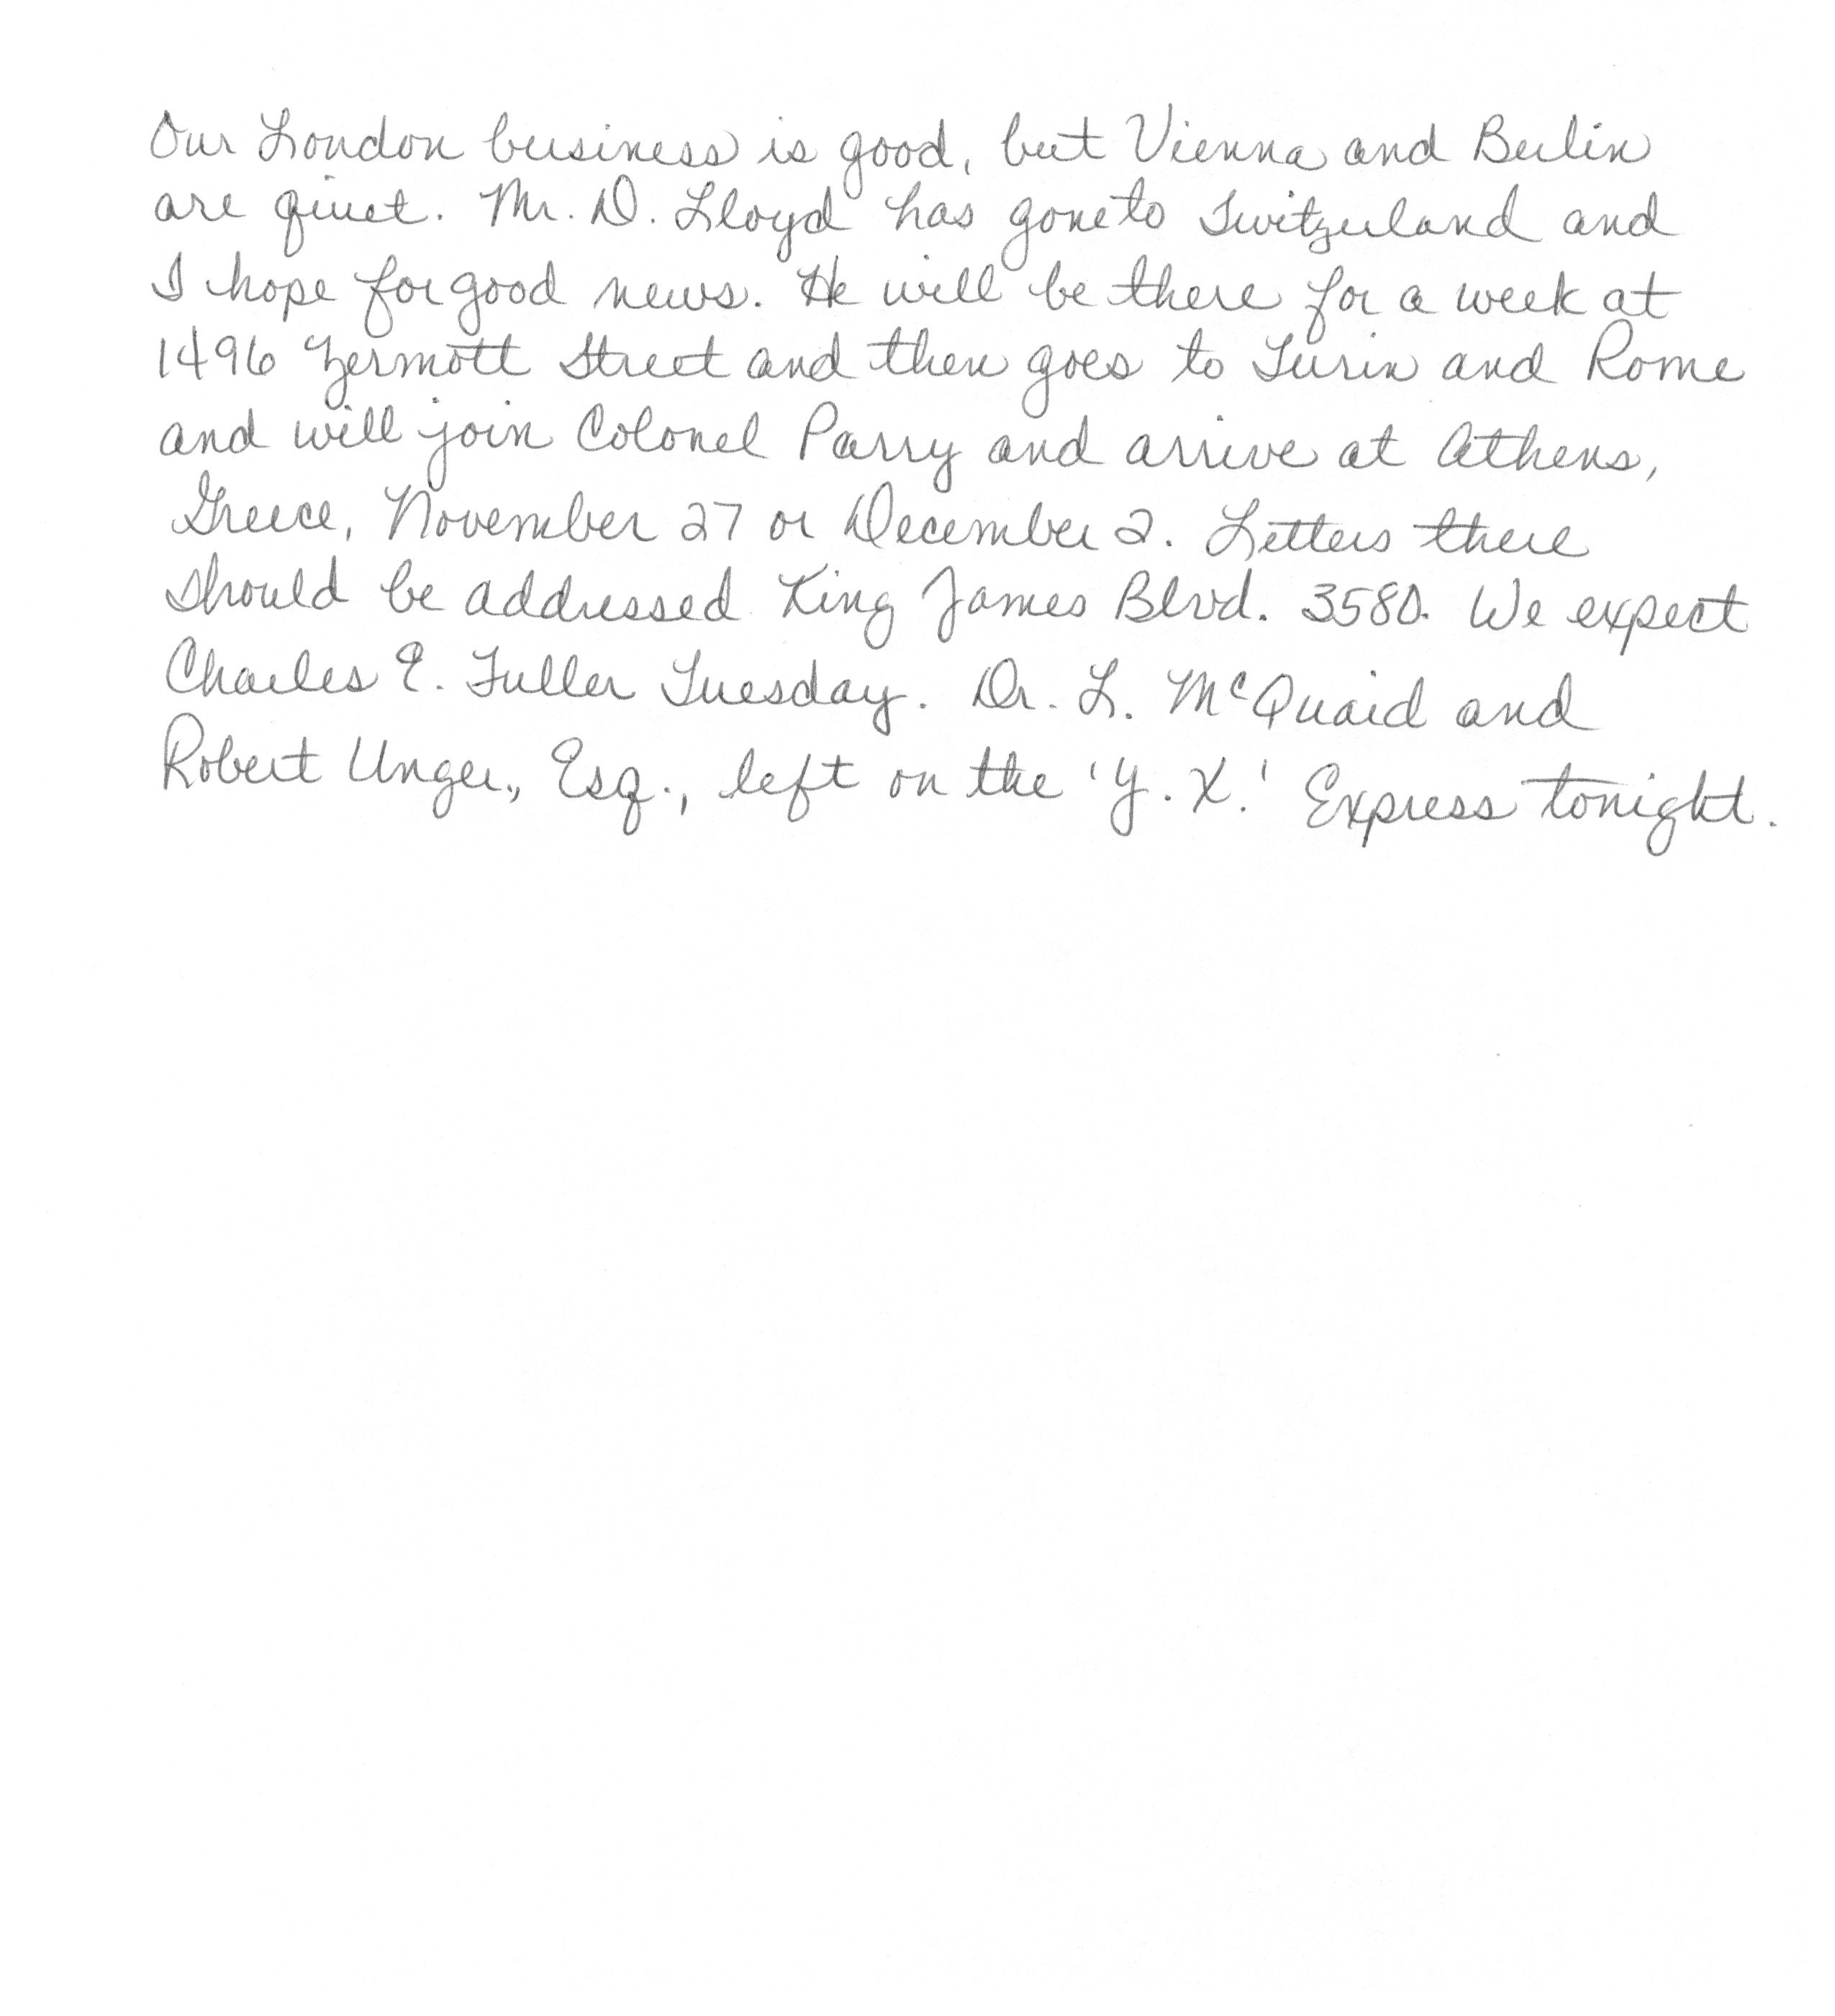 Our London business is good, but Vienna and Berlin
are quiet. Mr. D. Lloyd has gone to Switzerland and
I hope for good news. He will be there for a week at
1496 Zermott Street and then goes to Turin and Rome
and will join Colonel Parry and arrive at Athens,
Greece, November 27 or December 2. Letters there
should be addressed King James Blvd. 3580. We expect
Charles E. Fuller Tuesday. Dr. L. McQuaid and
Robert Unger, Esq., left on the 'Y.X.' Express tonight.